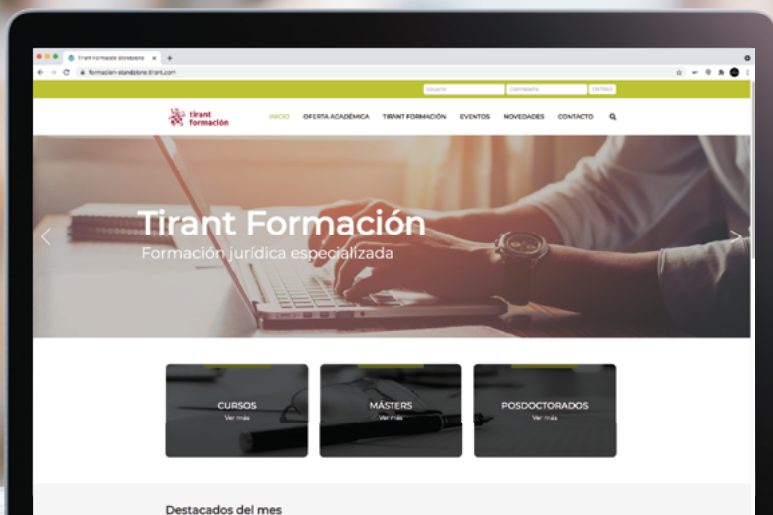 Tirant Formación Standalone
formacion-standalone.tirant.com
Usuario
Contraseña
ENTRAR
tirant
formación
INICIO
OFERTA ACADÉMICA
TIRANT FORMACIÓN
EVENTOS
NOVEDADES
CONTACTO
Tirant Formación
Formación jurídica especializada
CURSOS
Ver más
MÁSTERS
Ver más
POSDOCTORADOS
Ver más
Destacados del mes